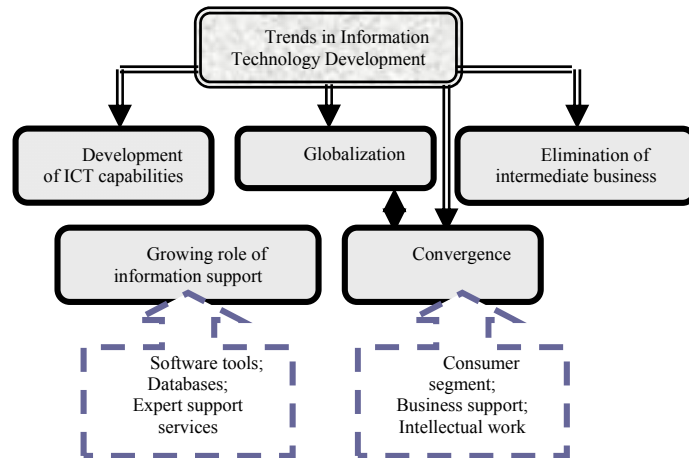 Trends in Information
Technology Development
Development
of ICT capabilities
Globalization
Elimination of
intermediate business
Growing role of
information support
Convergence
Software tools;
Databases;
Expert support
services
Consumer
segment;
Business support;
Intellectual work